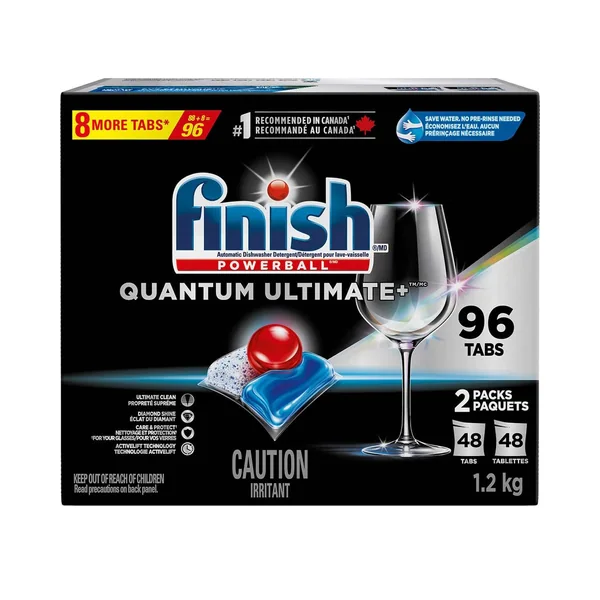 8 MORE TABS*
88 + 8 =
96
#1 RECOMMENDED IN CANADA†
RECOMMANDÉ AU CANADA†
SAVE WATER. NO PRE-RINSE NEEDED
ÉCONOMISEZ L'EAU. AUCUN
PRÉRINÇAGE NÉCESSAIRE
finish
®/MD
Automatic Dishwasher Detergent/Détergent pour lave-vaisselle
POWERBALL ®/MD
QUANTUM ULTIMATE+ TM/MC
96
TABS
2 PACKS
PAQUETS
48
TABS
48
TABLETTES
ULTIMATE CLEAN
PROPRETÉ SUPRÊME
DIAMOND SHINE
ÉCLAT DU DIAMANT
CARE & PROTECT†
NETTOYAGE ET PROTECTION†
†FOR YOUR GLASSES/POUR VOS VERRES
ACTIVELIFT TECHNOLOGY
TECHNOLOGIE ACTIVELIFT
CAUTION
IRRITANT
KEEP OUT OF REACH OF CHILDREN
Read precautions on back panel.
1.2 kg